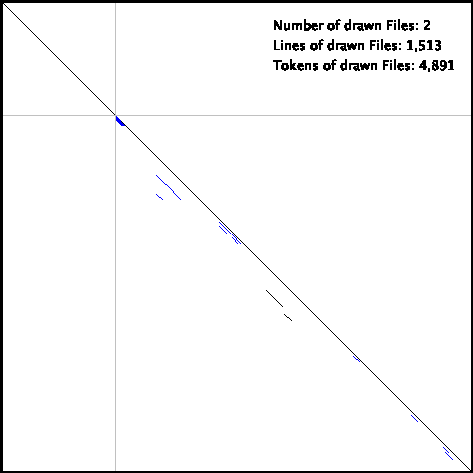 Number of drawn Files: 2
Lines of drawn Files: 1,513
Tokens of drawn Files: 4,891